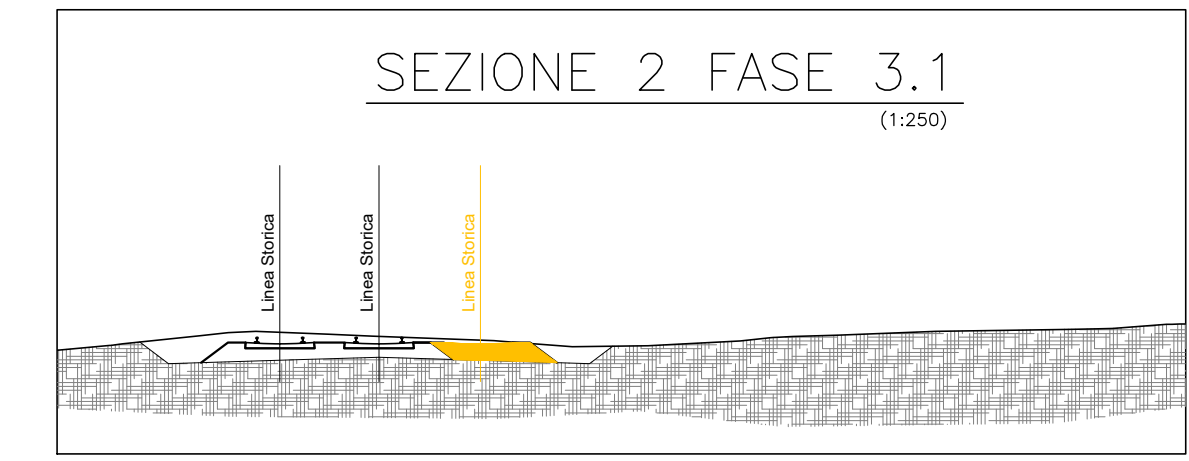 SEZIONE 2 FASE 3.1
(1:250)
Linea Storica
Linea Storica
Linea Storica